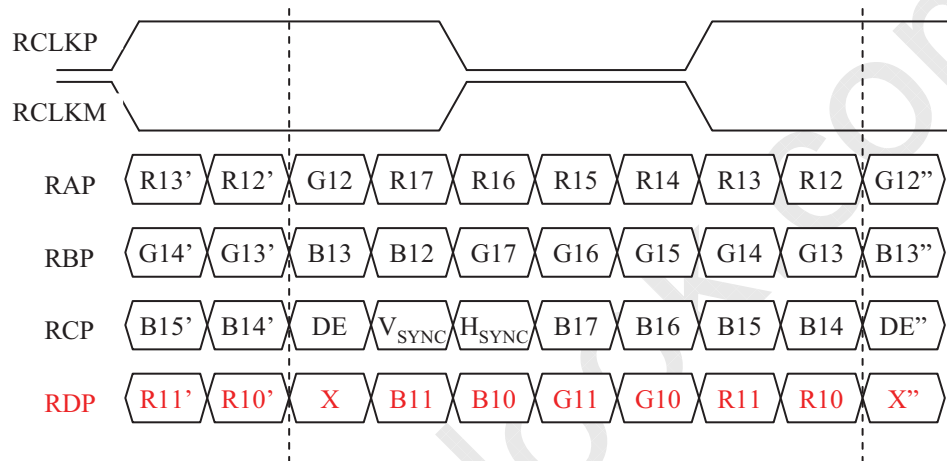 RCLKP
RCLKM
RAP R13’ R12’ G12 R17 R16 R15 R14 R13 R12 G12”
RBP G14’ G13’ B13 B12 G17 G16 G15 G14 G13 B13”
RCP B15’ B14’ DE VSYNC HSYNC B17 B16 B15 B14 DE”
RDP R11’ R10’ X B11 B10 G11 G10 R11 R10 X”